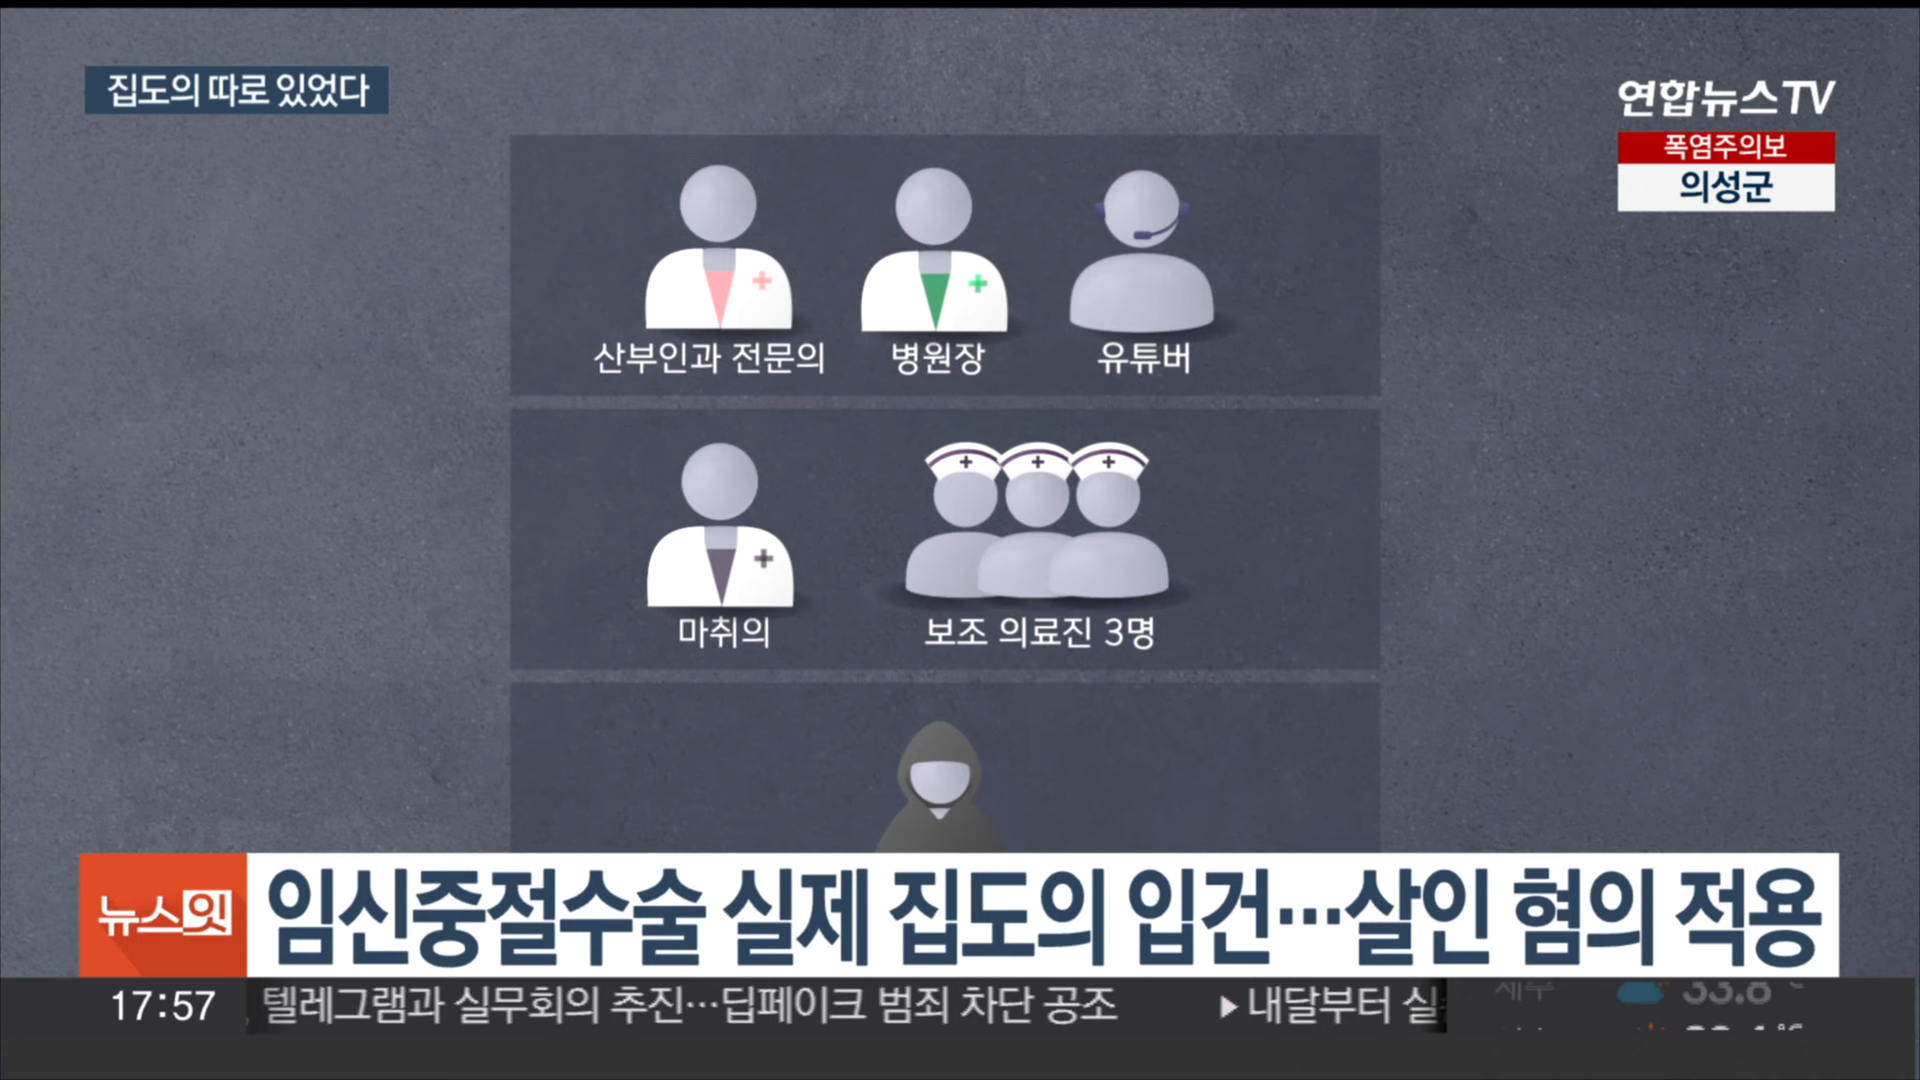 집도의 따로 있었다
연합뉴스TV
폭염주의보
의성군
산부인과 전문의
병원장
유튜버
마취의
보조 의료진 3명
뉴스잇
임신중절수술 실제 집도의 입건…살인 혐의 적용
17:57
텔레그램과 실무회의 추진…딥페이크 범죄 차단 공조
▶내달부터 실
33.8